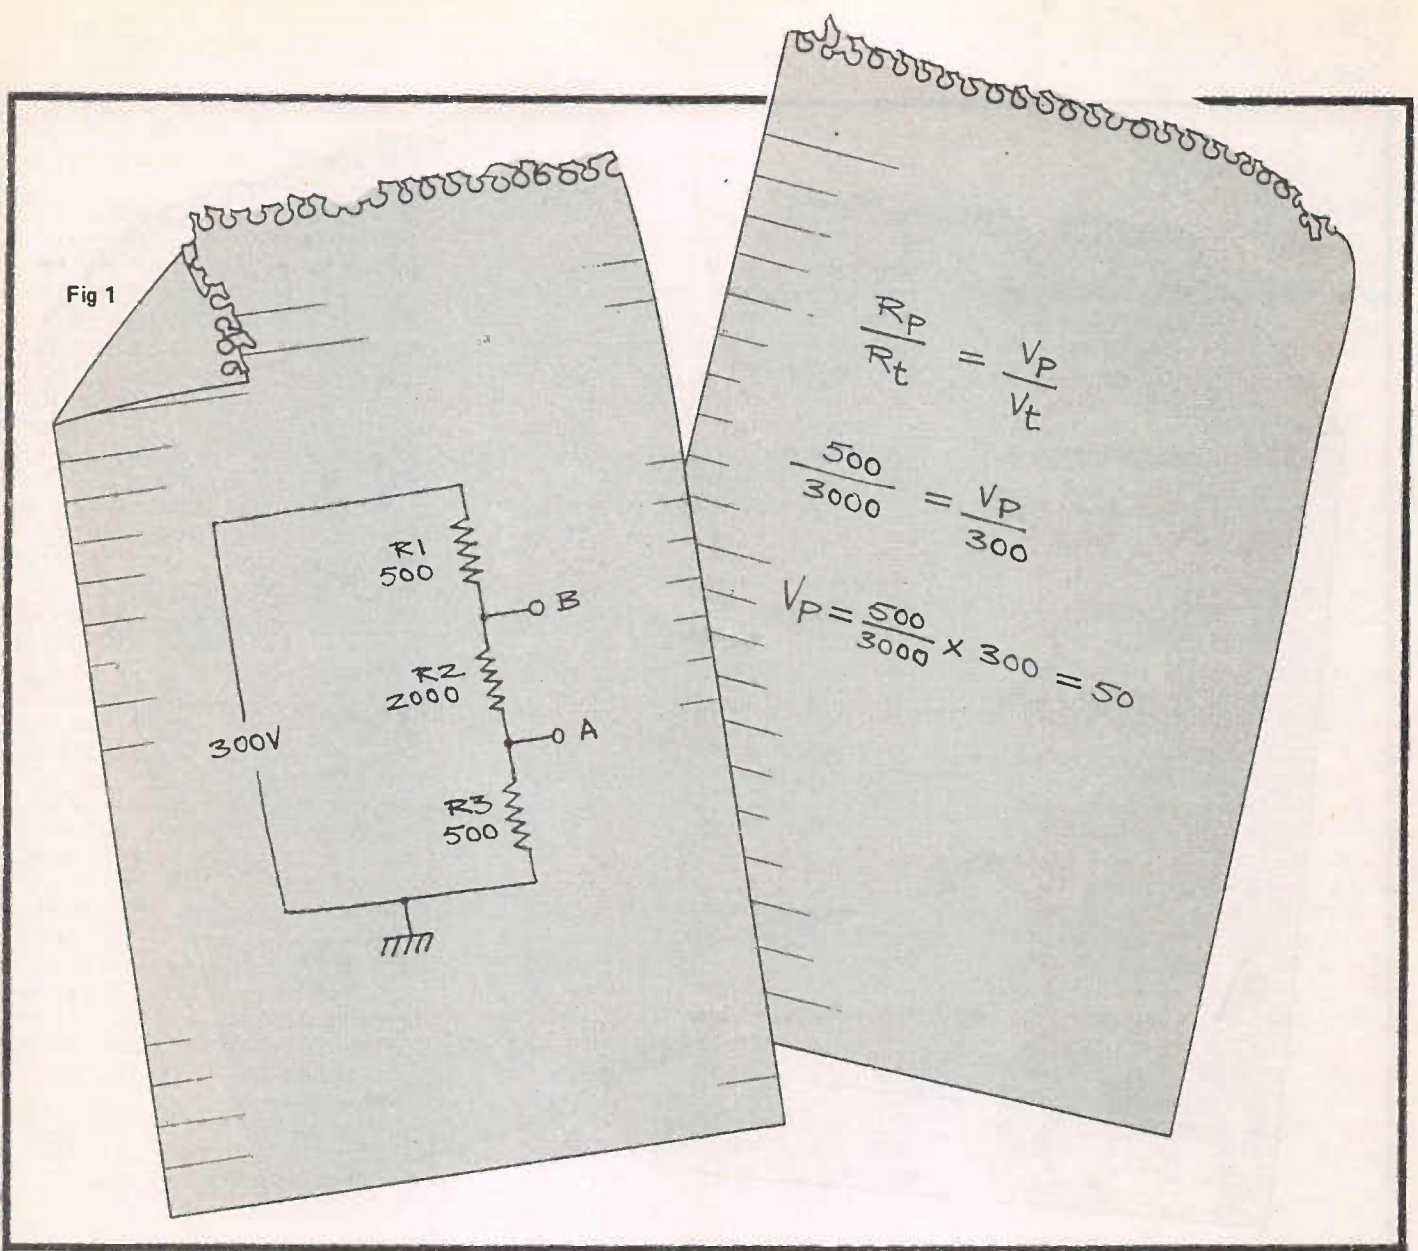 Fig 1
R1
500
B
R2
2000
A
300V
R3
500
Rp
Rt
=
Vp
Vt
500
3000
=
Vp
300
Vp = 500
3000
× 300 = 50